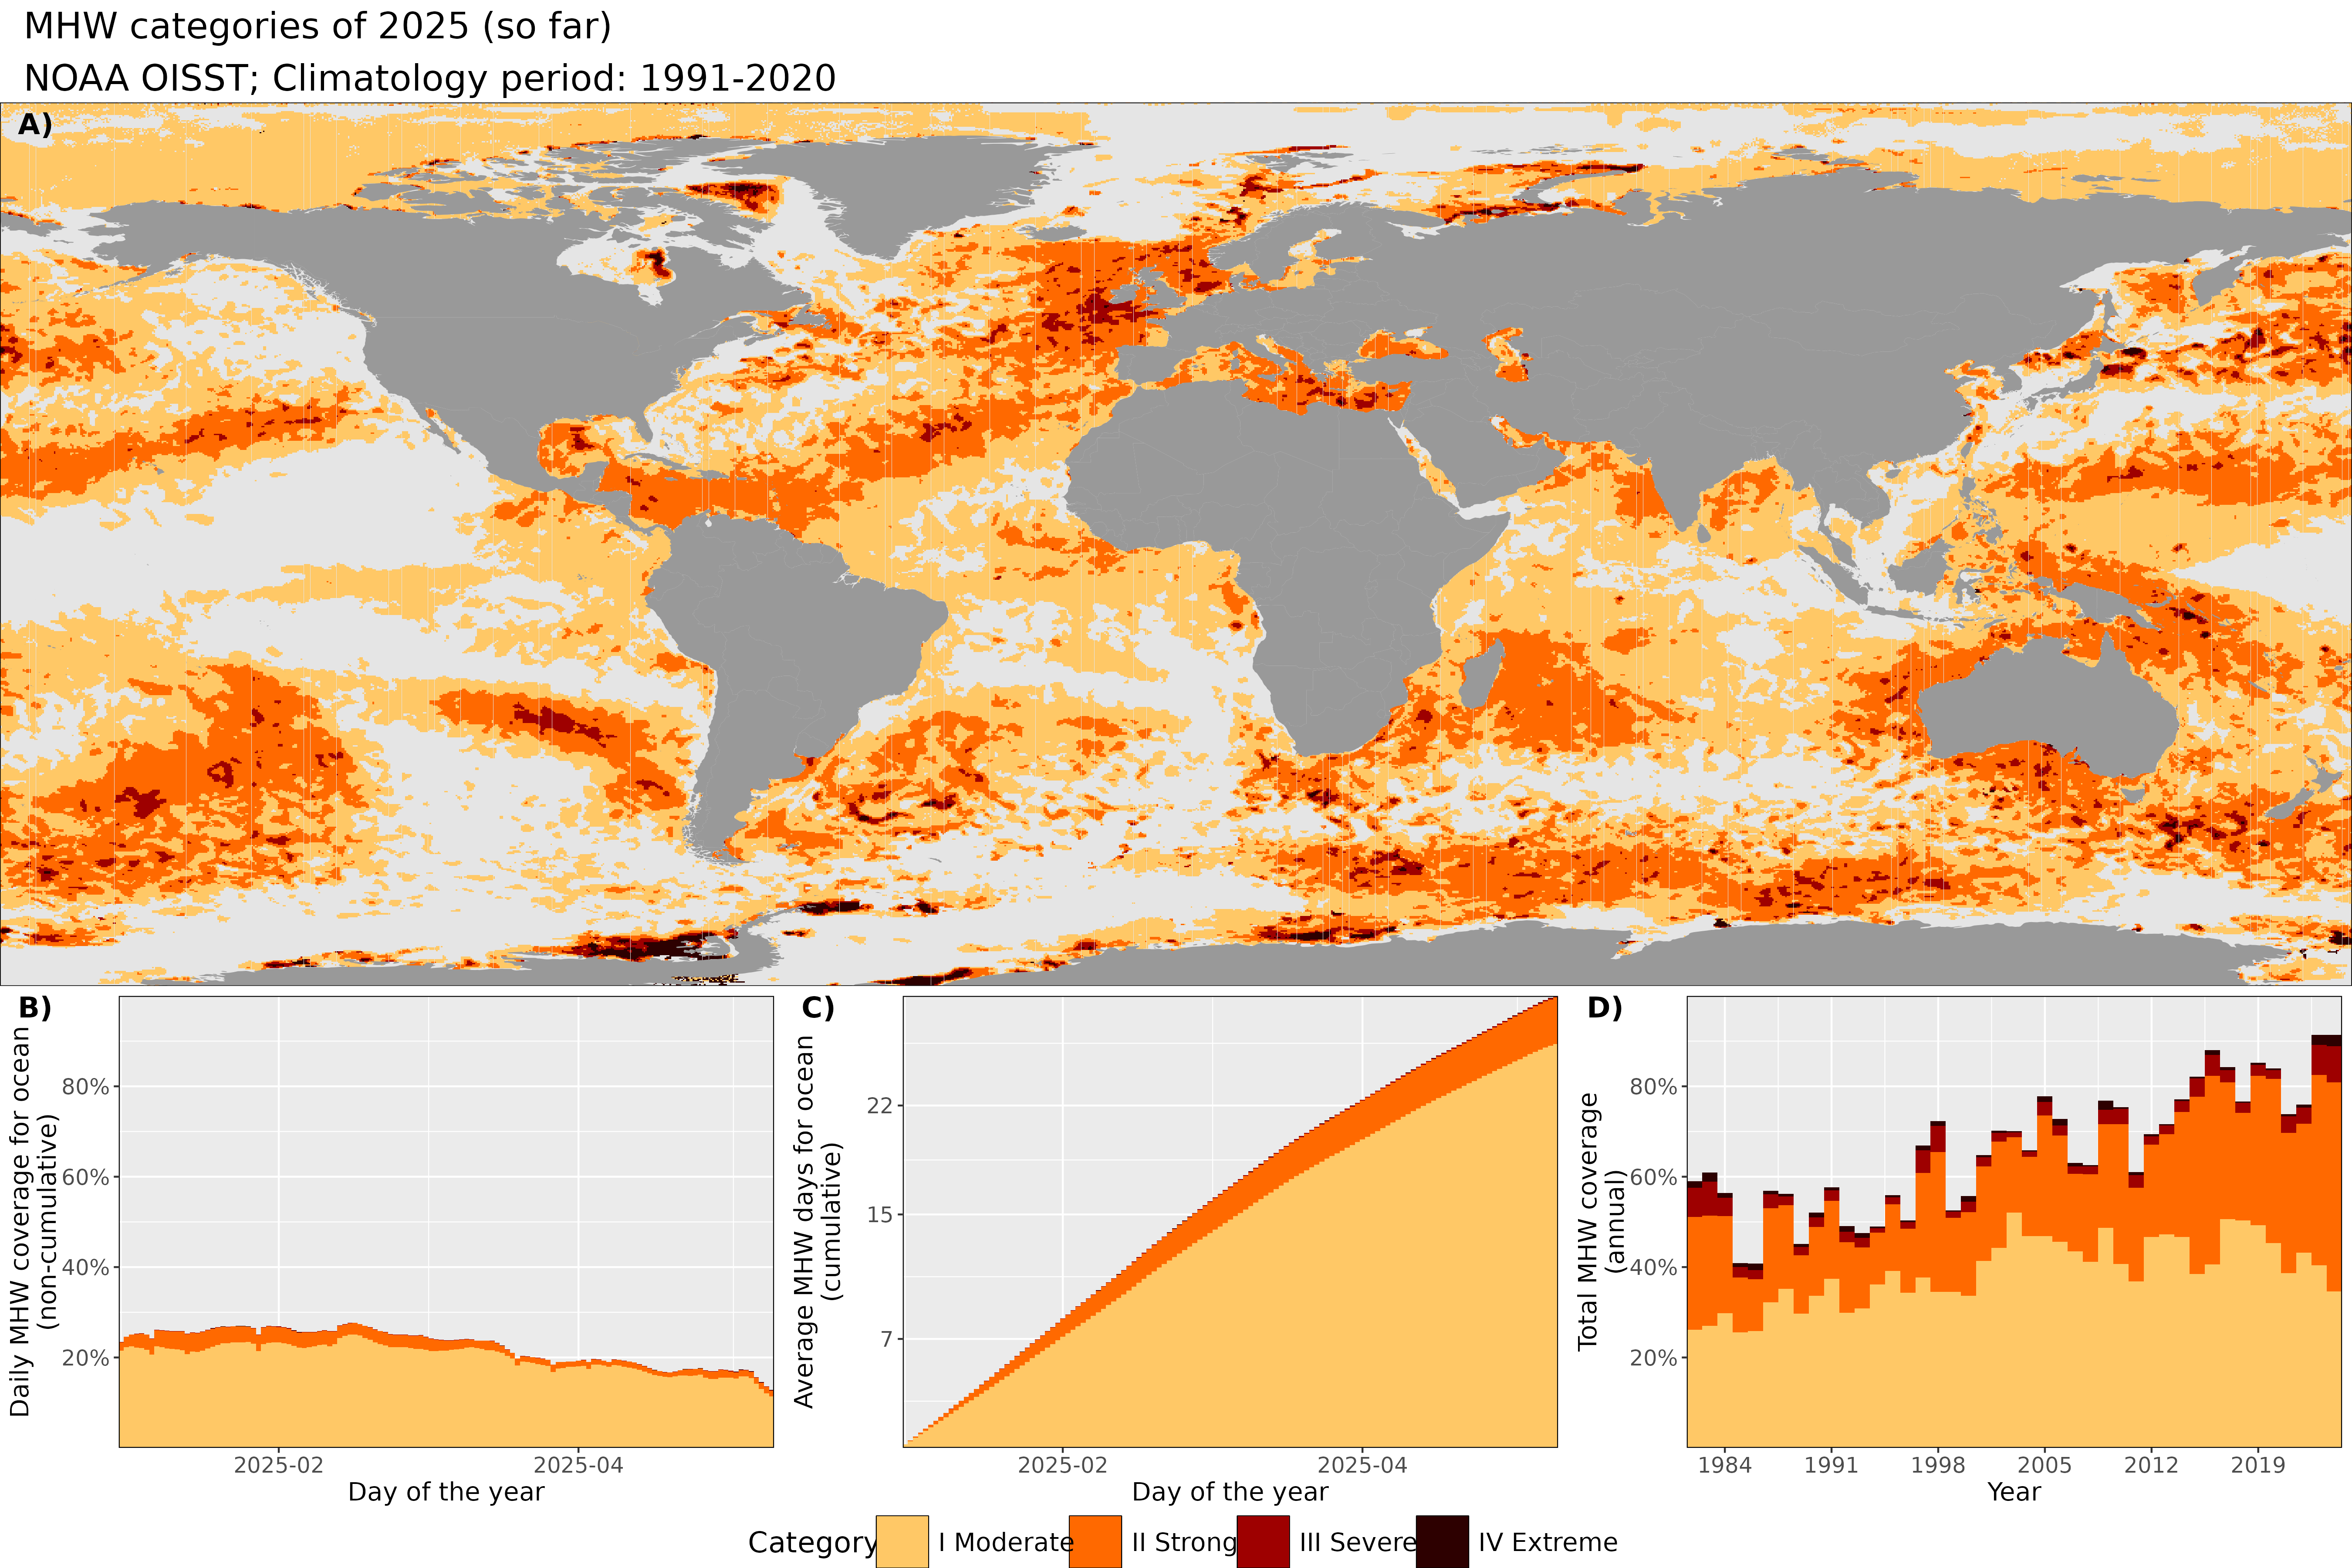 MHW categories of 2025 (so far)
NOAA OISST; Climatology period: 1991-2020
A)
B)
Daily MHW coverage for ocean
(non-cumulative)
80%
60%
40%
20%
2025-02
2025-04
Day of the year
C)
Average MHW days for ocean
(cumulative)
22
15
7
2025-02
2025-04
Day of the year
D)
Total MHW coverage
(annual)
80%
60%
40%
20%
1984
1991
1998
2005
2012
2019
Year
Category
I Moderate
II Strong
III Severe
IV Extreme